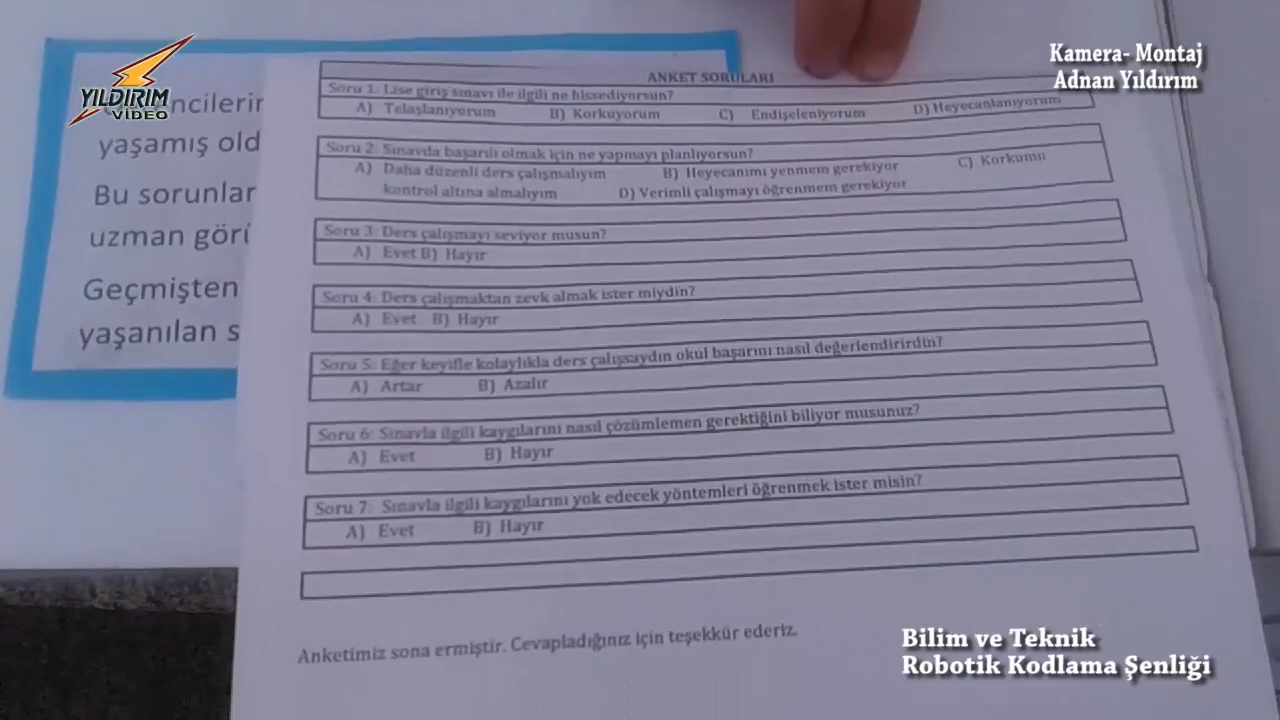 YILDIRIM
VİDEO
Kamera- Montaj
Adnan Yıldırım
ncilerin
yaşamış old
Bu sorunlar
uzman görü
Geçmişten
yaşanılan s
ANKET SORULARI
Soru 1: Lise giriş sınavı ile ilgili ne hissediyorsun?
A) Telaşlanıyorum B) Korkuyorum C) Endişeleniyorum D) Heyecanlanıyorum
Soru 2: Sınavda başarılı olmak için ne yapmayı planlıyorsun?
A) Daha düzenli ders çalışmalıyım B) Heyecanımı yenmem gerekiyor C) Korkumu
kontrol altına almalıyım D) Verimli çalışmayı öğrenmem gerekiyor
Soru 3: Ders çalışmayı seviyor musun?
A) Evet B) Hayır
Soru 4: Ders çalışmaktan zevk almak ister miydin?
A) Evet B) Hayır
Soru 5: Eğer keyifle kolaylıkla ders çalışsaydın okul başarını nasıl değerlendirirdin?
A) Artar B) Azalır
Soru 6: Sınavla ilgili kaygılarını nasıl çözümlemen gerektiğini biliyor musunuz?
A) Evet B) Hayır
Soru 7: Sınavla ilgili kaygılarını yok edecek yöntemleri öğrenmek ister misin?
A) Evet B) Hayır
Anketimiz sona ermiştir. Cevapladığınız için teşekkür ederiz.
Bilim ve Teknik
Robotik Kodlama Şenliği